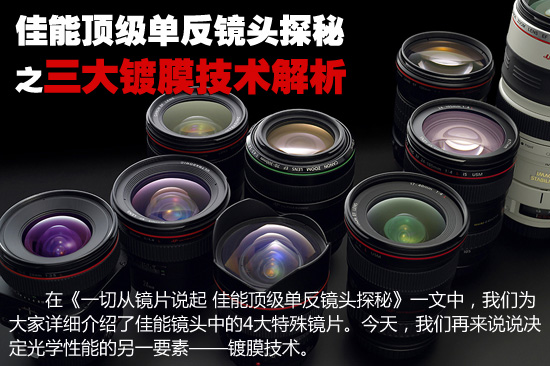 佳能顶级单反镜头探秘
之三大镀膜技术解析
在《一切从镜片说起 佳能顶级单反镜头探秘》一文中，我们为
大家详细介绍了佳能镜头中的4大特殊镜片。今天，我们再来说说决
定光学性能的另一要素——镀膜技术。